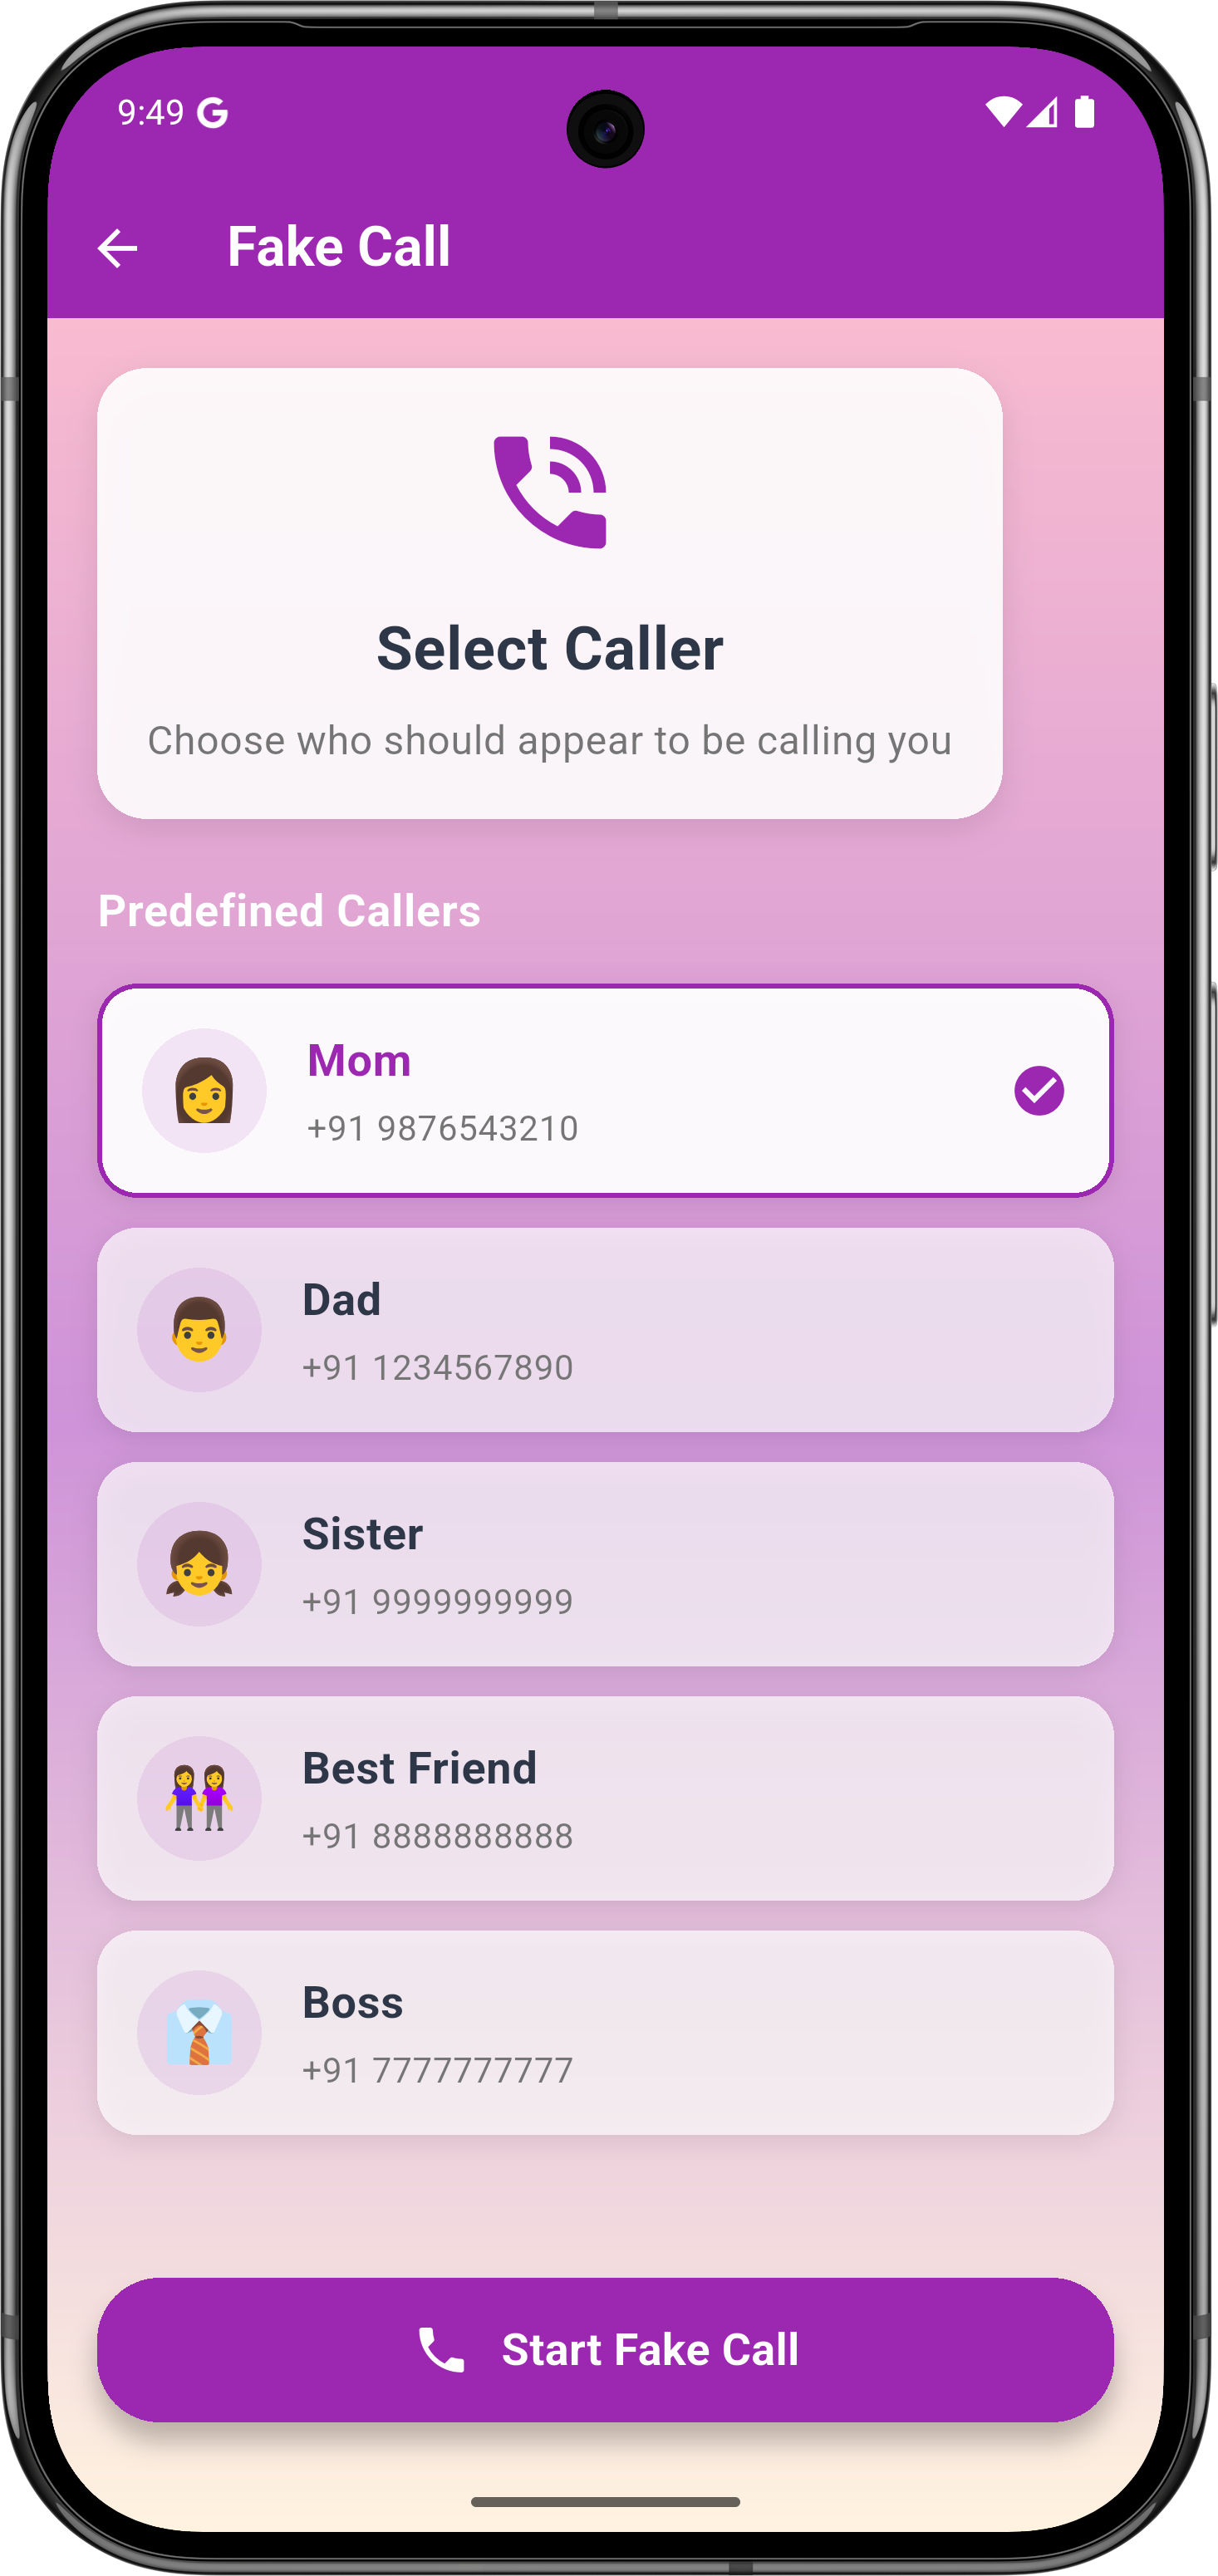 9:49 G
Fake Call
Select Caller
Choose who should appear to be calling you
Predefined Callers
Mom
+91 9876543210
Dad
+91 1234567890
Sister
+91 9999999999
Best Friend
+91 8888888888
Boss
+91 7777777777
Start Fake Call